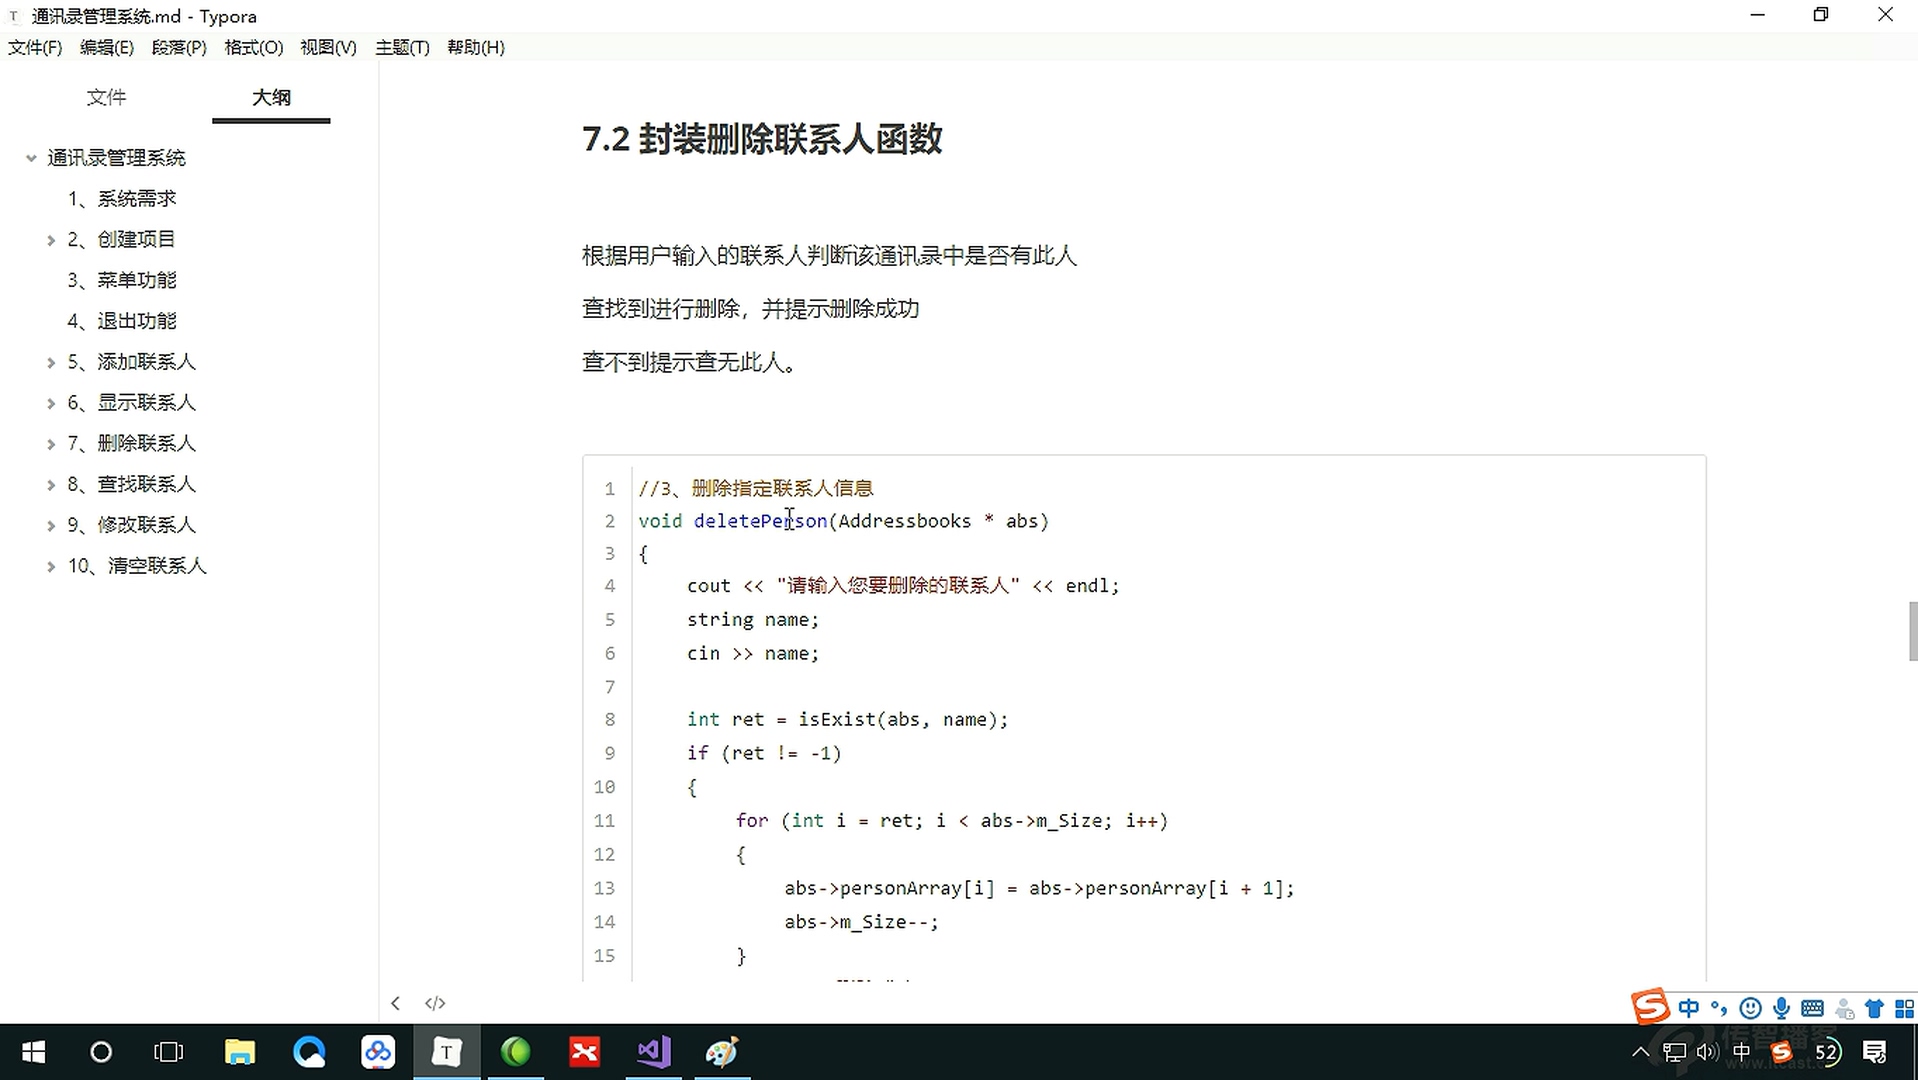 通讯录管理系统.md - Typora
文件(F) 编辑(E) 段落(P) 格式(O) 视图(V) 主题(T) 帮助(H)
文件 大纲
通讯录管理系统
1、系统需求
2、创建项目
3、菜单功能
4、退出功能
5、添加联系人
6、显示联系人
7、删除联系人
8、查找联系人
9、修改联系人
10、清空联系人
7.2 封装删除联系人函数
根据用户输入的联系人判断该通讯录中是否有此人
查找到进行删除，并提示删除成功
查不到提示查无此人。
1 //3、删除指定联系人信息
2 void deletePerson(Addressbooks * abs)
3 {
4 cout << "请输入您要删除的联系人" << endl;
5 string name;
6 cin >> name;
7
8 int ret = isExist(abs, name);
9 if (ret != -1)
10 {
11 for (int i = ret; i < abs->m_Size; i++)
12 {
13 abs->personArray[i] = abs->personArray[i + 1];
14 abs->m_Size--;
15 }
中
中 52
传智播客